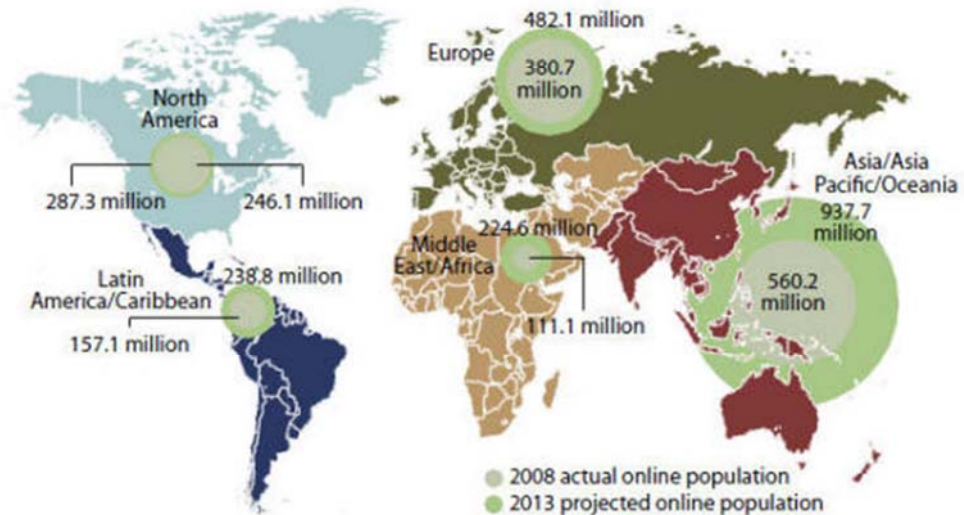 482.1 million
Europe
380.7
million
North
America
287.3 million
246.1 million
Asia/Asia
Pacific/Oceania
937.7
million
224.6 million
Middle
East/Africa
560.2
million
111.1 million
238.8 million
Latin
America/Caribbean
157.1 million
2008 actual online population
2013 projected online population